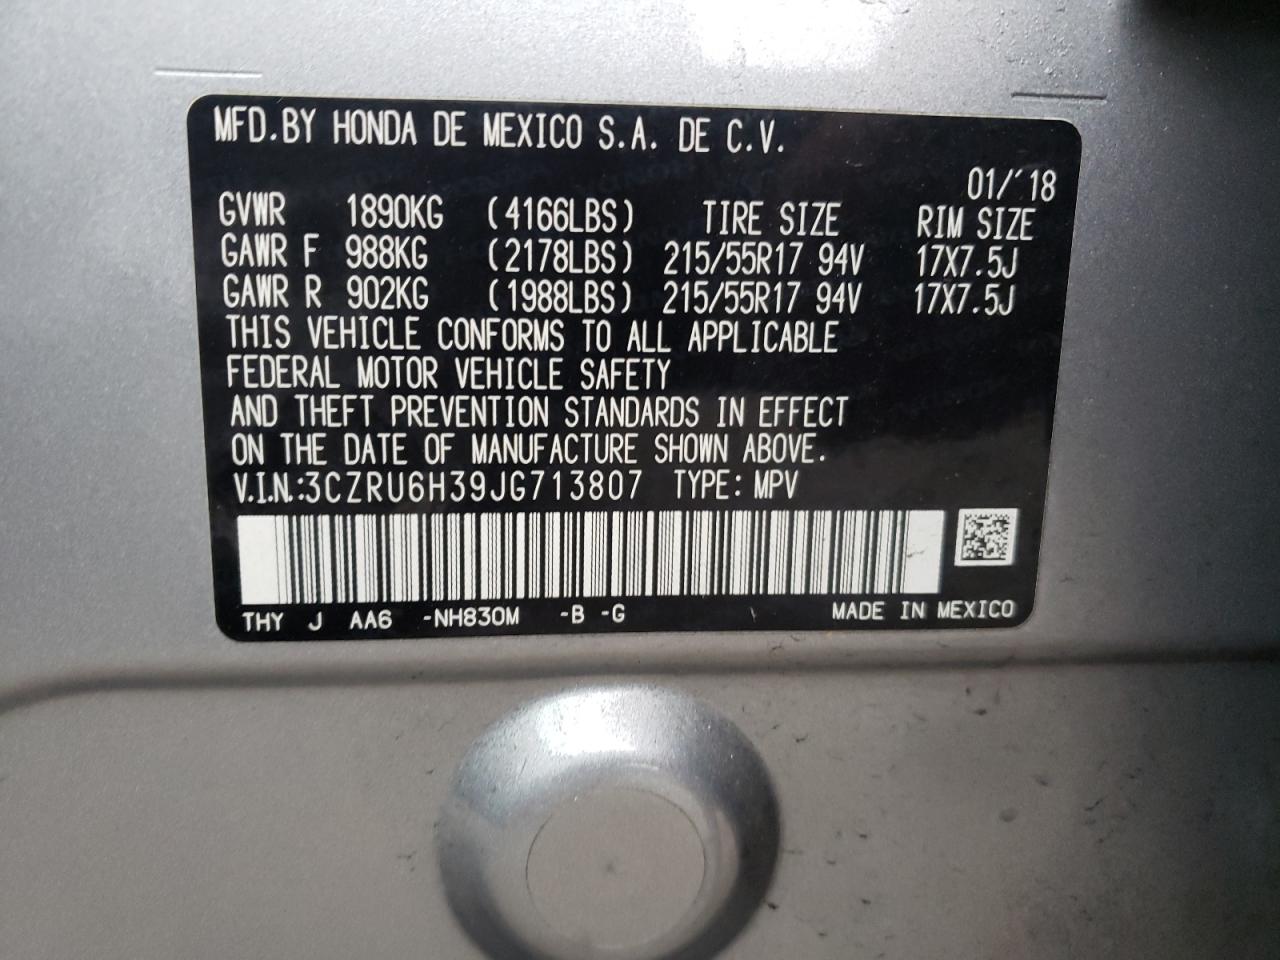 MFD.BY HONDA DE MEXICO S.A. DE C.V.
01/'18
GVWR 1890KG (4166LBS) TIRE SIZE RIM SIZE
GAWR F 988KG (2178LBS) 215/55R17 94V 17X7.5J
GAWR R 902KG (1988LBS) 215/55R17 94V 17X7.5J
THIS VEHICLE CONFORMS TO ALL APPLICABLE
FEDERAL MOTOR VEHICLE SAFETY
AND THEFT PREVENTION STANDARDS IN EFFECT
ON THE DATE OF MANUFACTURE SHOWN ABOVE.
V.I.N.:3CZRU6H39JG713807 TYPE: MPV
THY J AA6 -NH830M -B -G MADE IN MEXICO